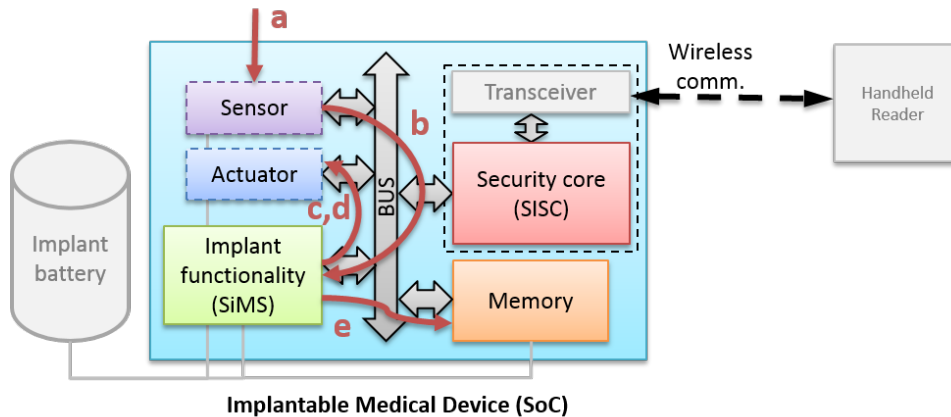 a
Sensor
Actuator
Implant
functionality
(SiMS)
Implant
battery
b
c,d
e
BUS
Transceiver
Security core
(SISC)
Memory
Wireless
comm.
Handheld
Reader
Implantable Medical Device (SoC)